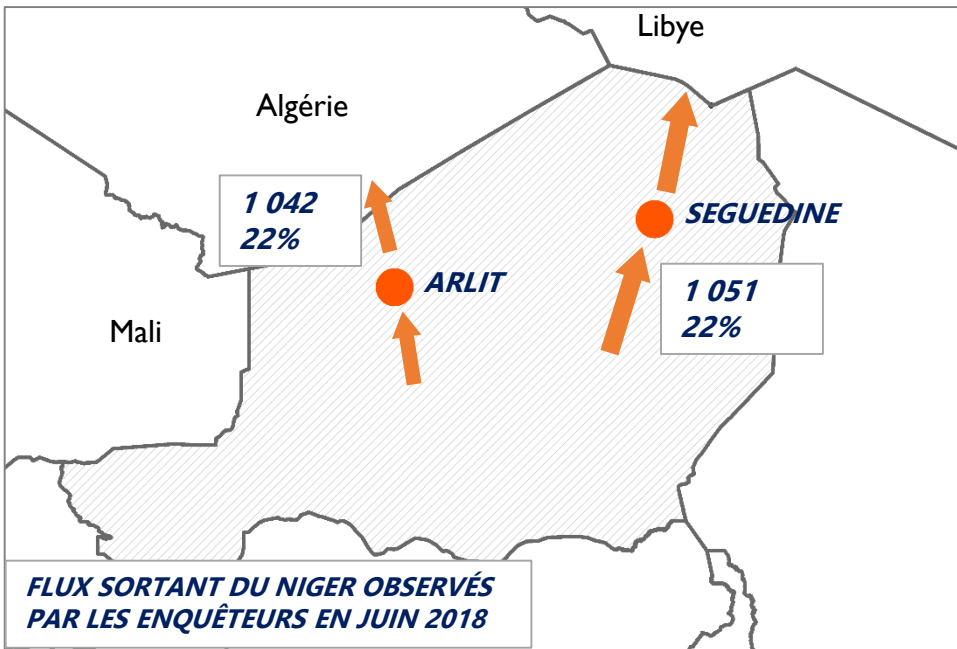 Libye
Algérie
1 042
22%
SEGUEDINE
ARLIT
1 051
22%
Mali
FLUX SORTANT DU NIGER OBSERVÉS
PAR LES ENQUÊTEURS EN JUIN 2018